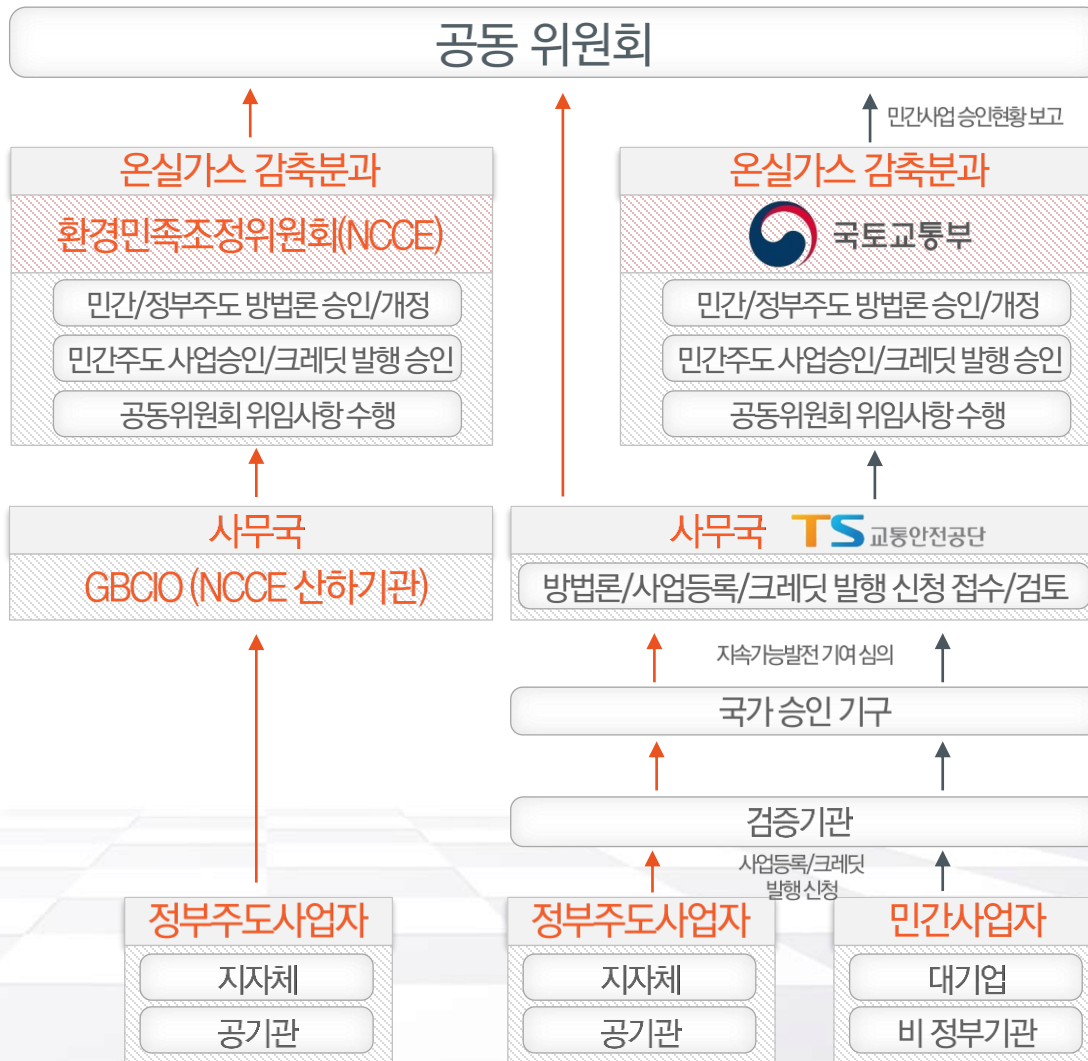 공동 위원회
민간사업 승인현황 보고
온실가스 감축분과
환경민족조정위원회(NCCE)
민간/정부주도 방법론 승인/개정
민간주도 사업승인/크레딧 발행 승인
공동위원회 위임사항 수행
온실가스 감축분과
국토교통부
민간/정부주도 방법론 승인/개정
민간주도 사업승인/크레딧 발행 승인
공동위원회 위임사항 수행
사무국
GBCIO (NCCE 산하기관)
사무국 TS 교통안전공단
방법론/사업등록/크레딧 발행 신청 접수/검토
지속가능발전 기여 심의
국가 승인 기구
검증기관
사업등록/크레딧
발행 신청
정부주도사업자
지자체
공기관
정부주도사업자
지자체
공기관
민간사업자
대기업
비 정부기관